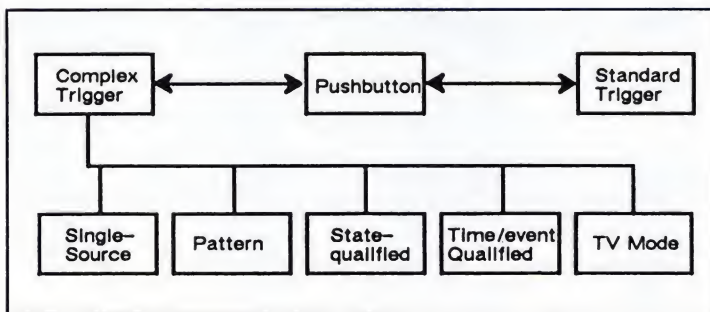 Complex
Trigger
Pushbutton
Standard
Trigger
Single-
Source
Pattern
State-
qualified
Time/event
Qualified
TV Mode